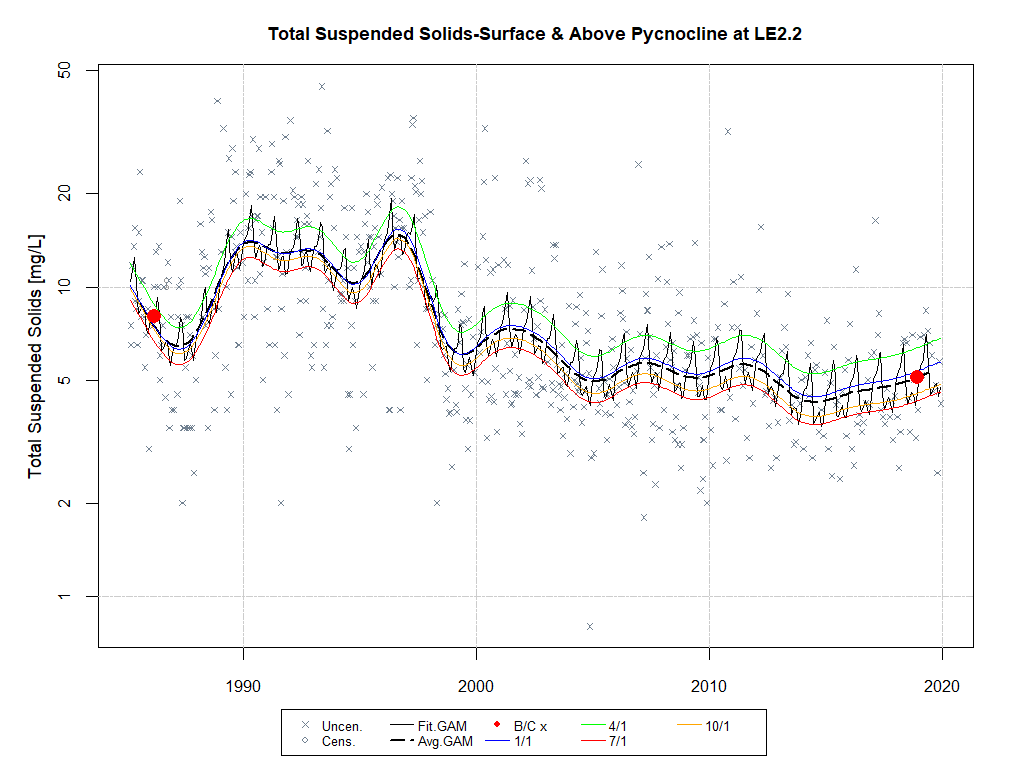 Total Suspended Solids-Surface & Above Pycnocline at LE2.2
Total Suspended Solids [mg/L]
50
20
10
5
2
1
1990 2000 2010 2020
Uncen. Fit.GAM B/C x 4/1 10/1
Cens. Avg.GAM 1/1 7/1